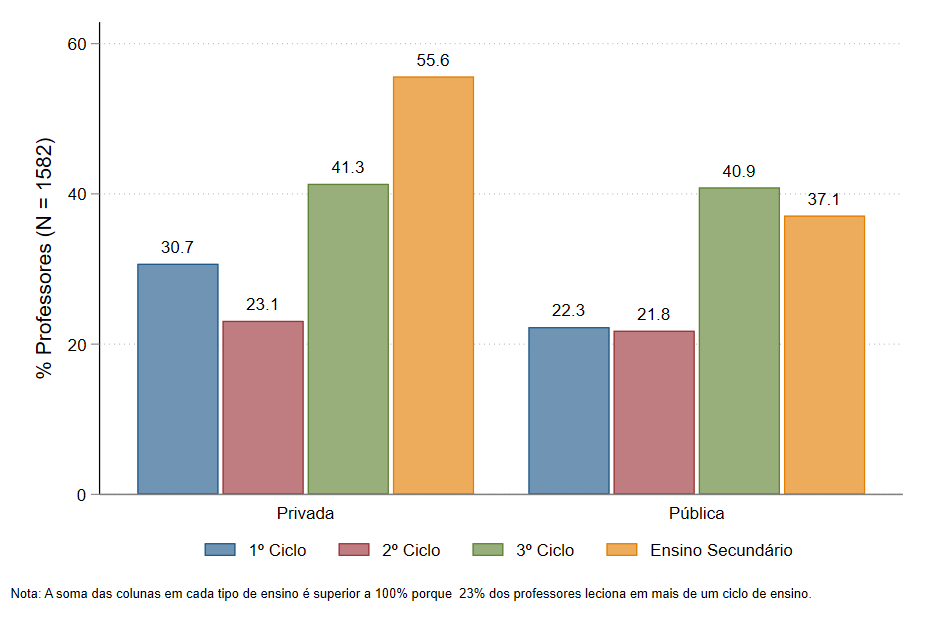 % Professores (N = 1582)
60
40
20
0
30.7
23.1
41.3
55.6
22.3
21.8
40.9
37.1
Privada
Pública
1º Ciclo
2º Ciclo
3º Ciclo
Ensino Secundário
Nota: A soma das colunas em cada tipo de ensino é superior a 100% porque  23% dos professores leciona em mais de um ciclo de ensino.